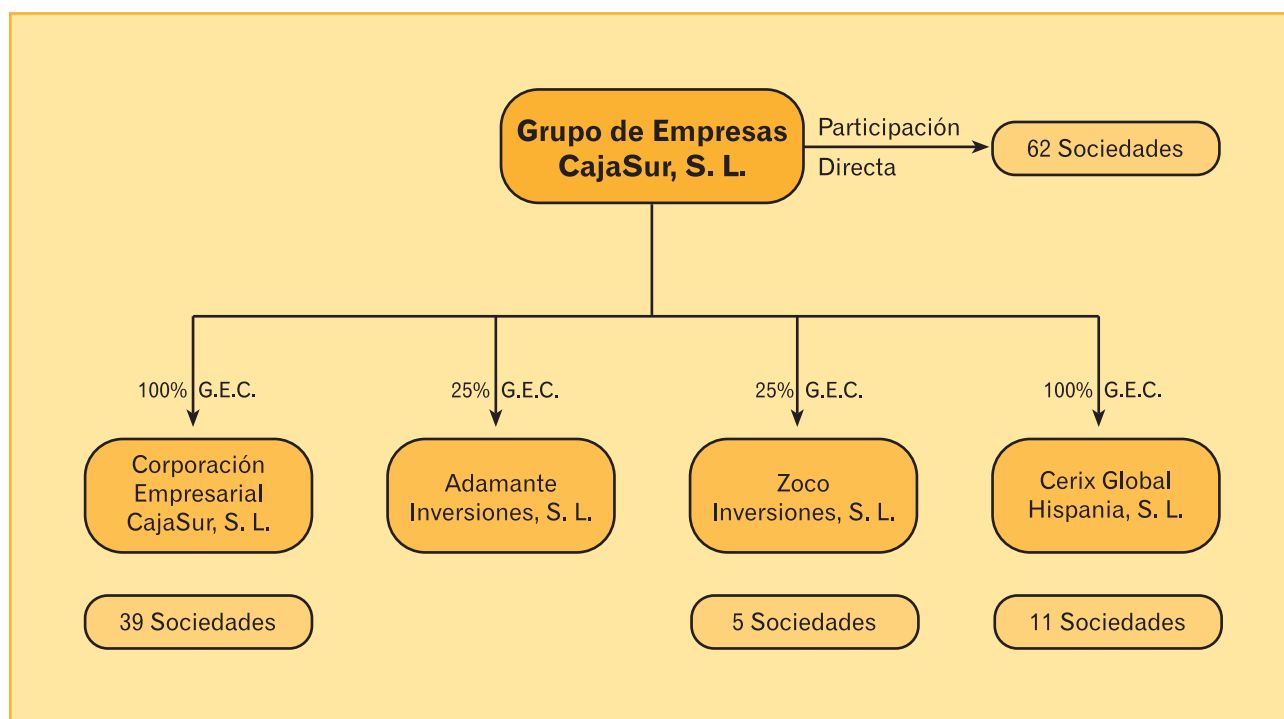 Grupo de Empresas
CajaSur, S. L.
Participación
Directa
62 Sociedades
100% G.E.C.
25% G.E.C.
25% G.E.C.
100% G.E.C.
Corporación
Empresarial
CajaSur, S. L.
Adamante
Inversiones, S. L.
Zoco
Inversiones, S. L.
Cerix Global
Hispania, S. L.
39 Sociedades
5 Sociedades
11 Sociedades